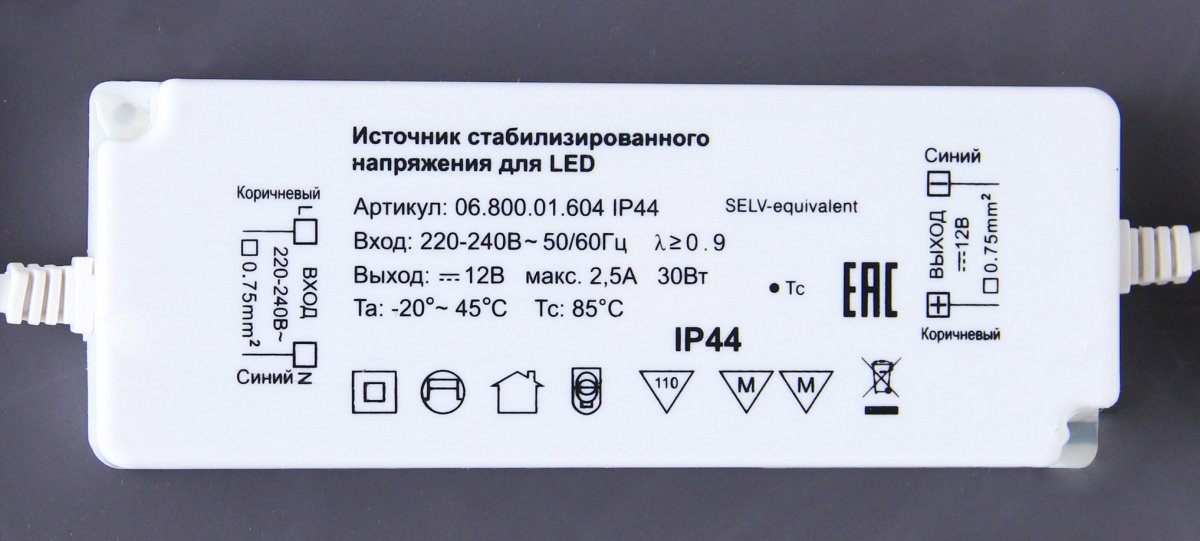 Источник стабилизированного
напряжения для LED
Артикул: 06.800.01.604 IP44
SELV-equivalent
Вход: 220-240В~ 50/60Гц λ≥0.9
Выход: ⎓12В макс. 2,5А 30Вт
Ta: -20°~ 45°C Tc: 85°C
Tc
EAC
IP44
110
M
M
Коричневый
L
ВХОД
220-240В~
□0.75mm²
N
Синий
Синий
−
ВЫХОД
⎓12В
□0.75mm²
+
Коричневый